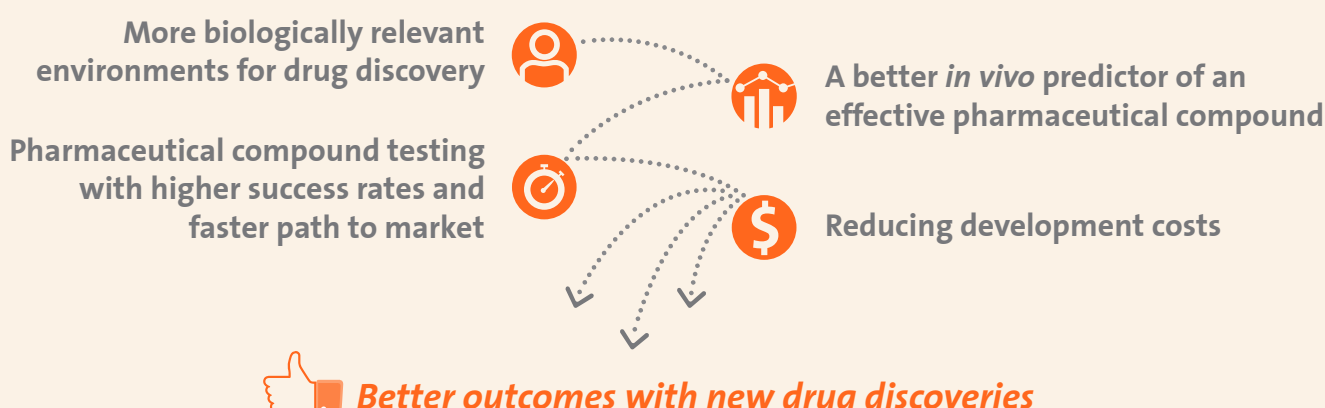 More biologically relevant
environments for drug discovery
A better in vivo predictor of an
effective pharmaceutical compound
Pharmaceutical compound testing
with higher success rates and
faster path to market
$
Reducing development costs
Better outcomes with new drug discoveries